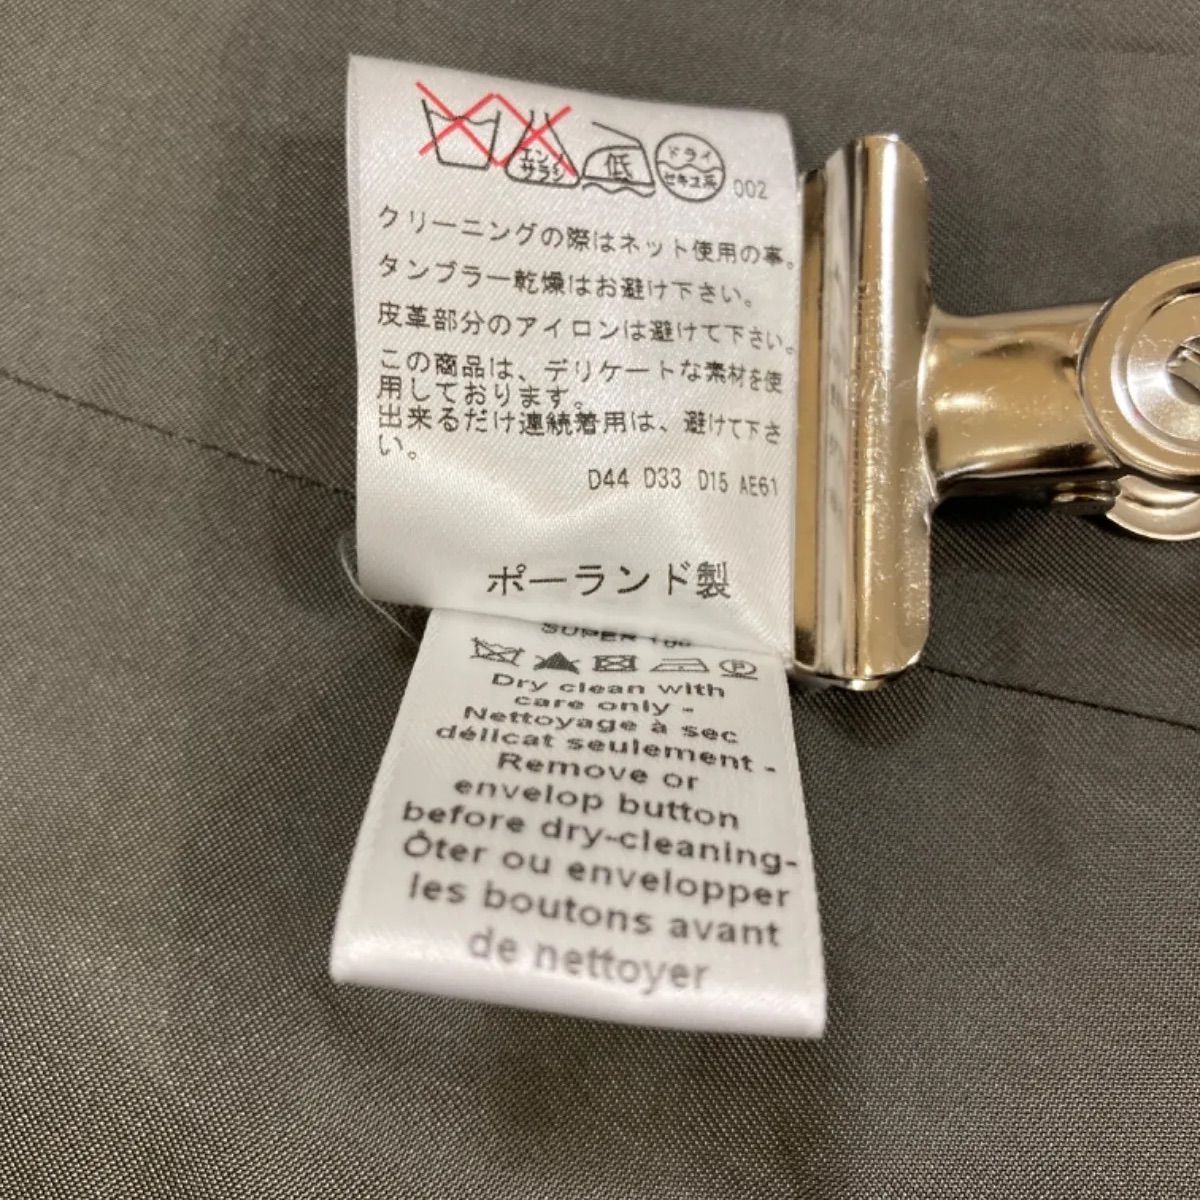 エンソ
サラシ
低
ドライ
セキユ系
002
クリーニングの際はネット使用の事。
タンブラー乾燥はお避け下さい。
皮革部分のアイロンは避けて下さい。
この商品は、デリケートな素材を使
用しております。
出来るだけ連続着用は、避けて下さ
い。
D44 D33 D15 AE61
ポーランド製
SUPER
P
Dry clean with
care only -
Nettoyage à sec
délicat seulement -
Remove or
envelop button
before dry-cleaning-
Ôter ou envelopper
les boutons avant
de nettoyer